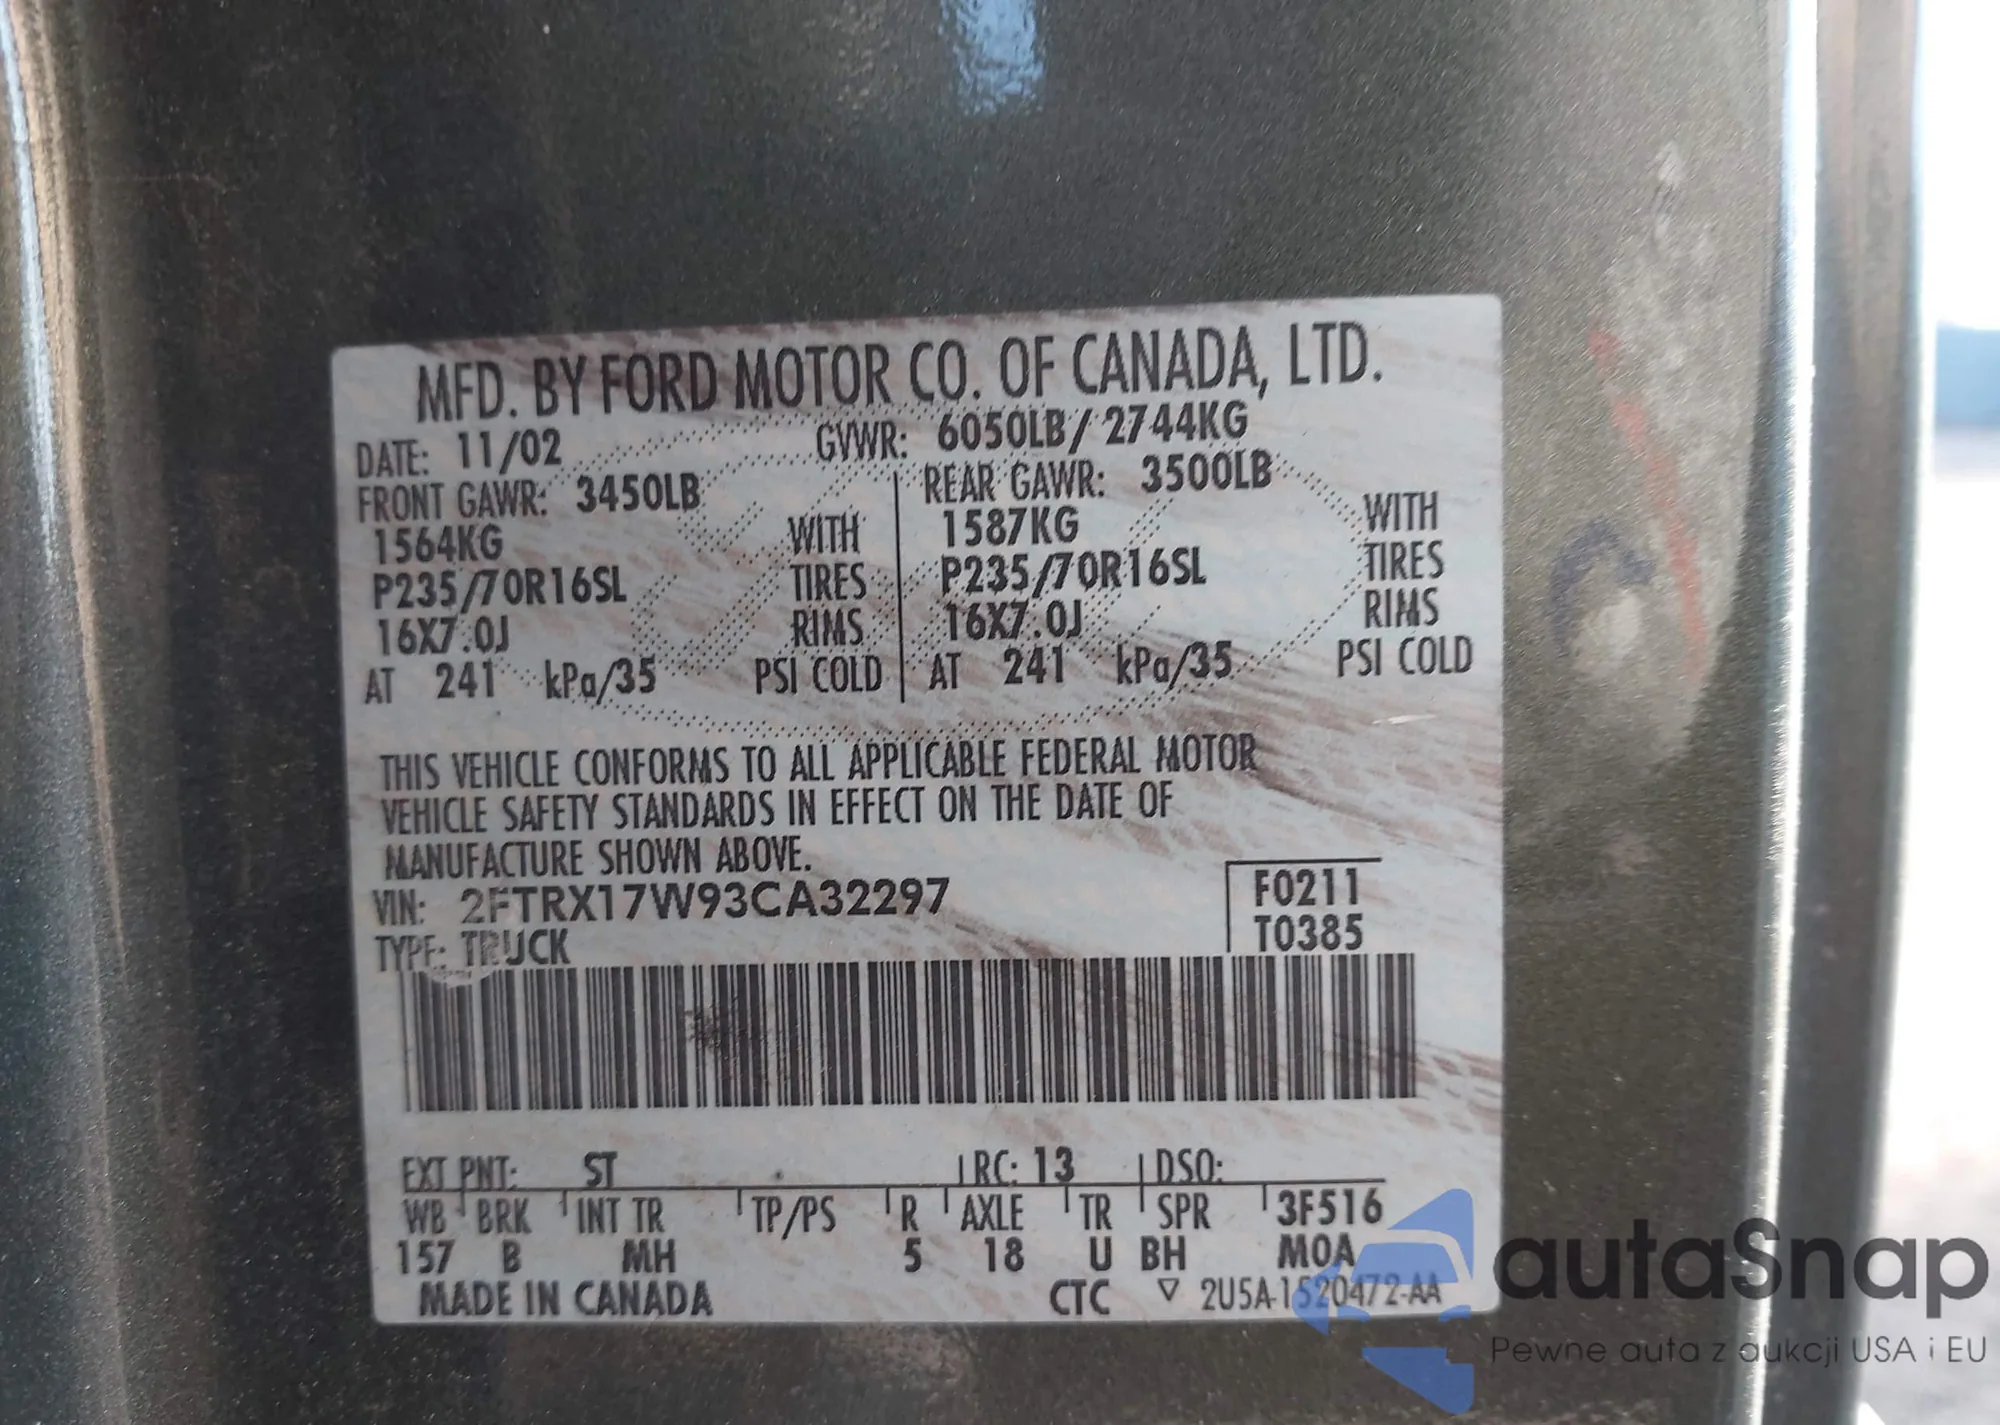 MFD. BY FORD MOTOR CO. OF CANADA, LTD.
DATE: 11/02 GVWR: 6050LB/2744KG
FRONT GAWR: 3450LB REAR GAWR: 3500LB
1564KG WITH 1587KG WITH
P235/70R16SL TIRES P235/70R16SL TIRES
16X7.0J RIMS 16X7.0J RIMS
AT 241 kPa/35 PSI COLD AT 241 kPa/35 PSI COLD
THIS VEHICLE CONFORMS TO ALL APPLICABLE FEDERAL MOTOR
VEHICLE SAFETY STANDARDS IN EFFECT ON THE DATE OF
MANUFACTURE SHOWN ABOVE.
VIN: 2FTRX17W93CA32297 F0211
TYPE: TRUCK T0385
EXT PNT: ST RC: 13 DSO:
WB BRK INT TR TP/PS R AXLE TR SPR 3F516
157 B MH 5 18 U BH MOA
MADE IN CANADA CTC ▽ 2U5A-1520472-AA
autaSnap
Pewne auta z aukcji USA i EU